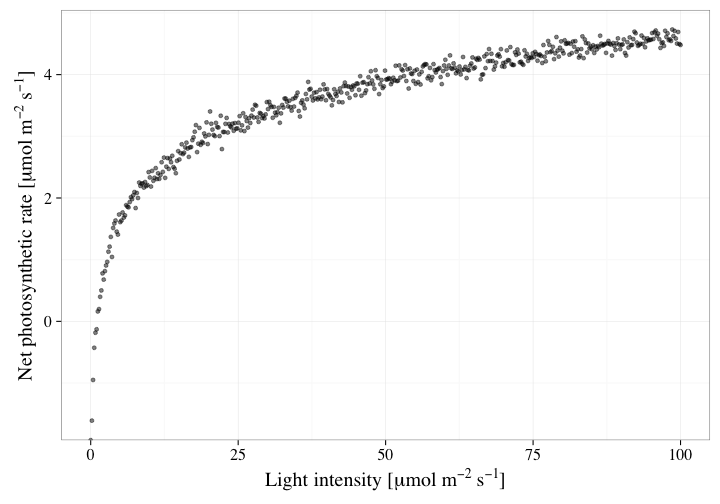 Net photosynthetic rate [μmol m⁻² s⁻¹]
4
2
0
0 25 50 75 100
Light intensity [μmol m⁻² s⁻¹]